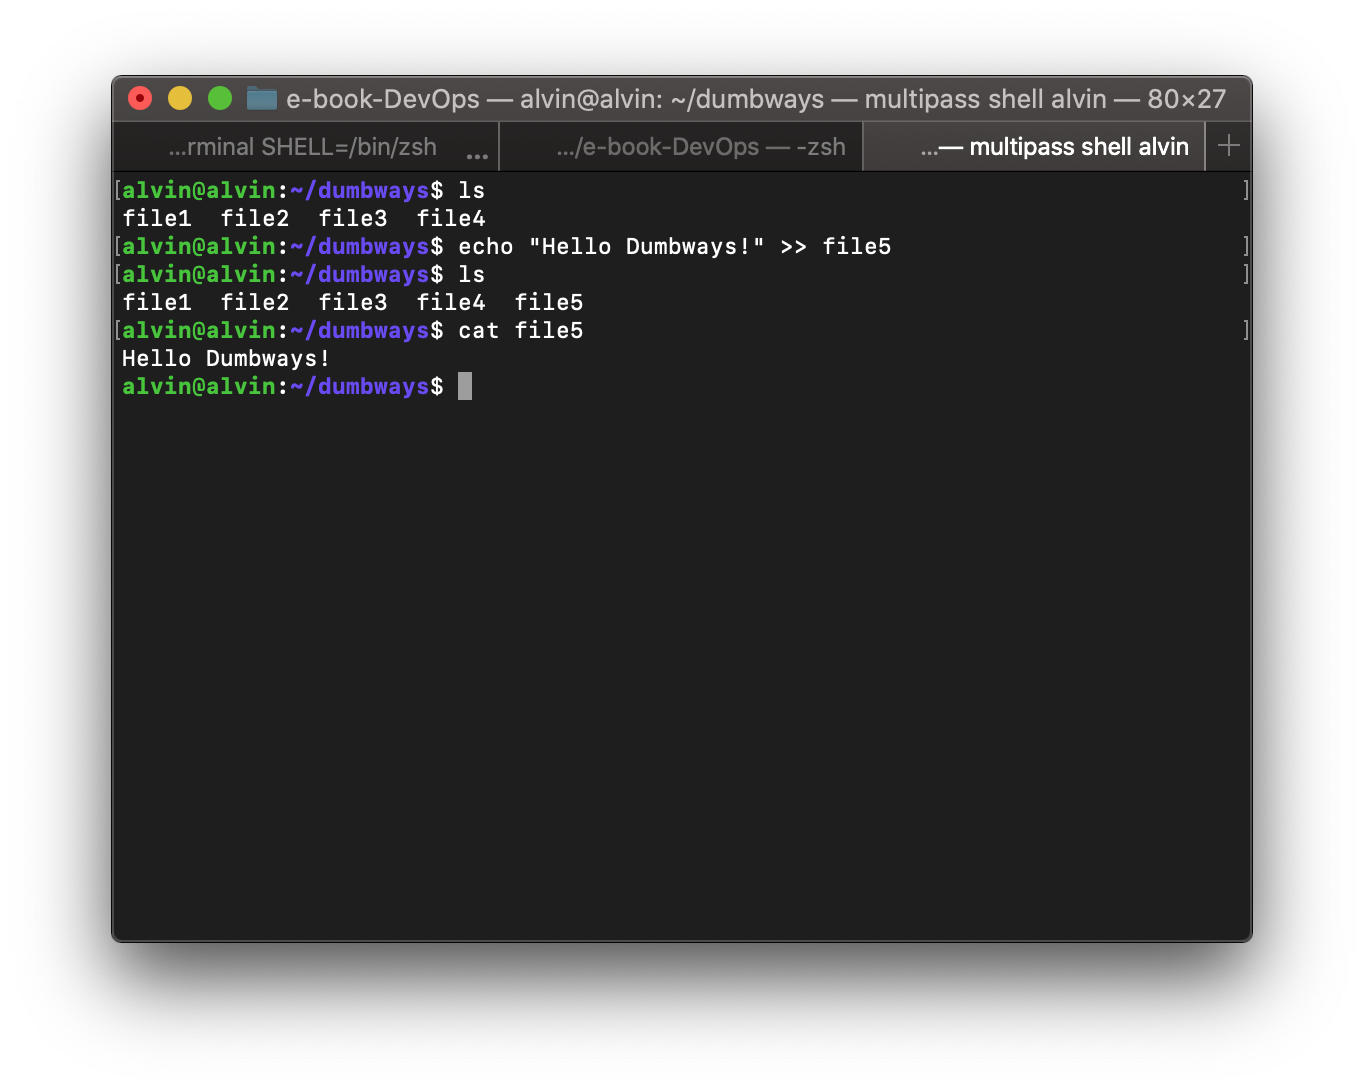 e-book-DevOps — alvin@alvin: ~/dumbways — multipass shell alvin — 80×27
...rminal SHELL=/bin/zsh ...
.../e-book-DevOps — -zsh
...— multipass shell alvin
[alvin@alvin:~/dumbways$ ls ]
file1  file2  file3  file4
[alvin@alvin:~/dumbways$ echo "Hello Dumbways!" >> file5 ]
[alvin@alvin:~/dumbways$ ls ]
file1  file2  file3  file4  file5
[alvin@alvin:~/dumbways$ cat file5 ]
Hello Dumbways!
alvin@alvin:~/dumbways$